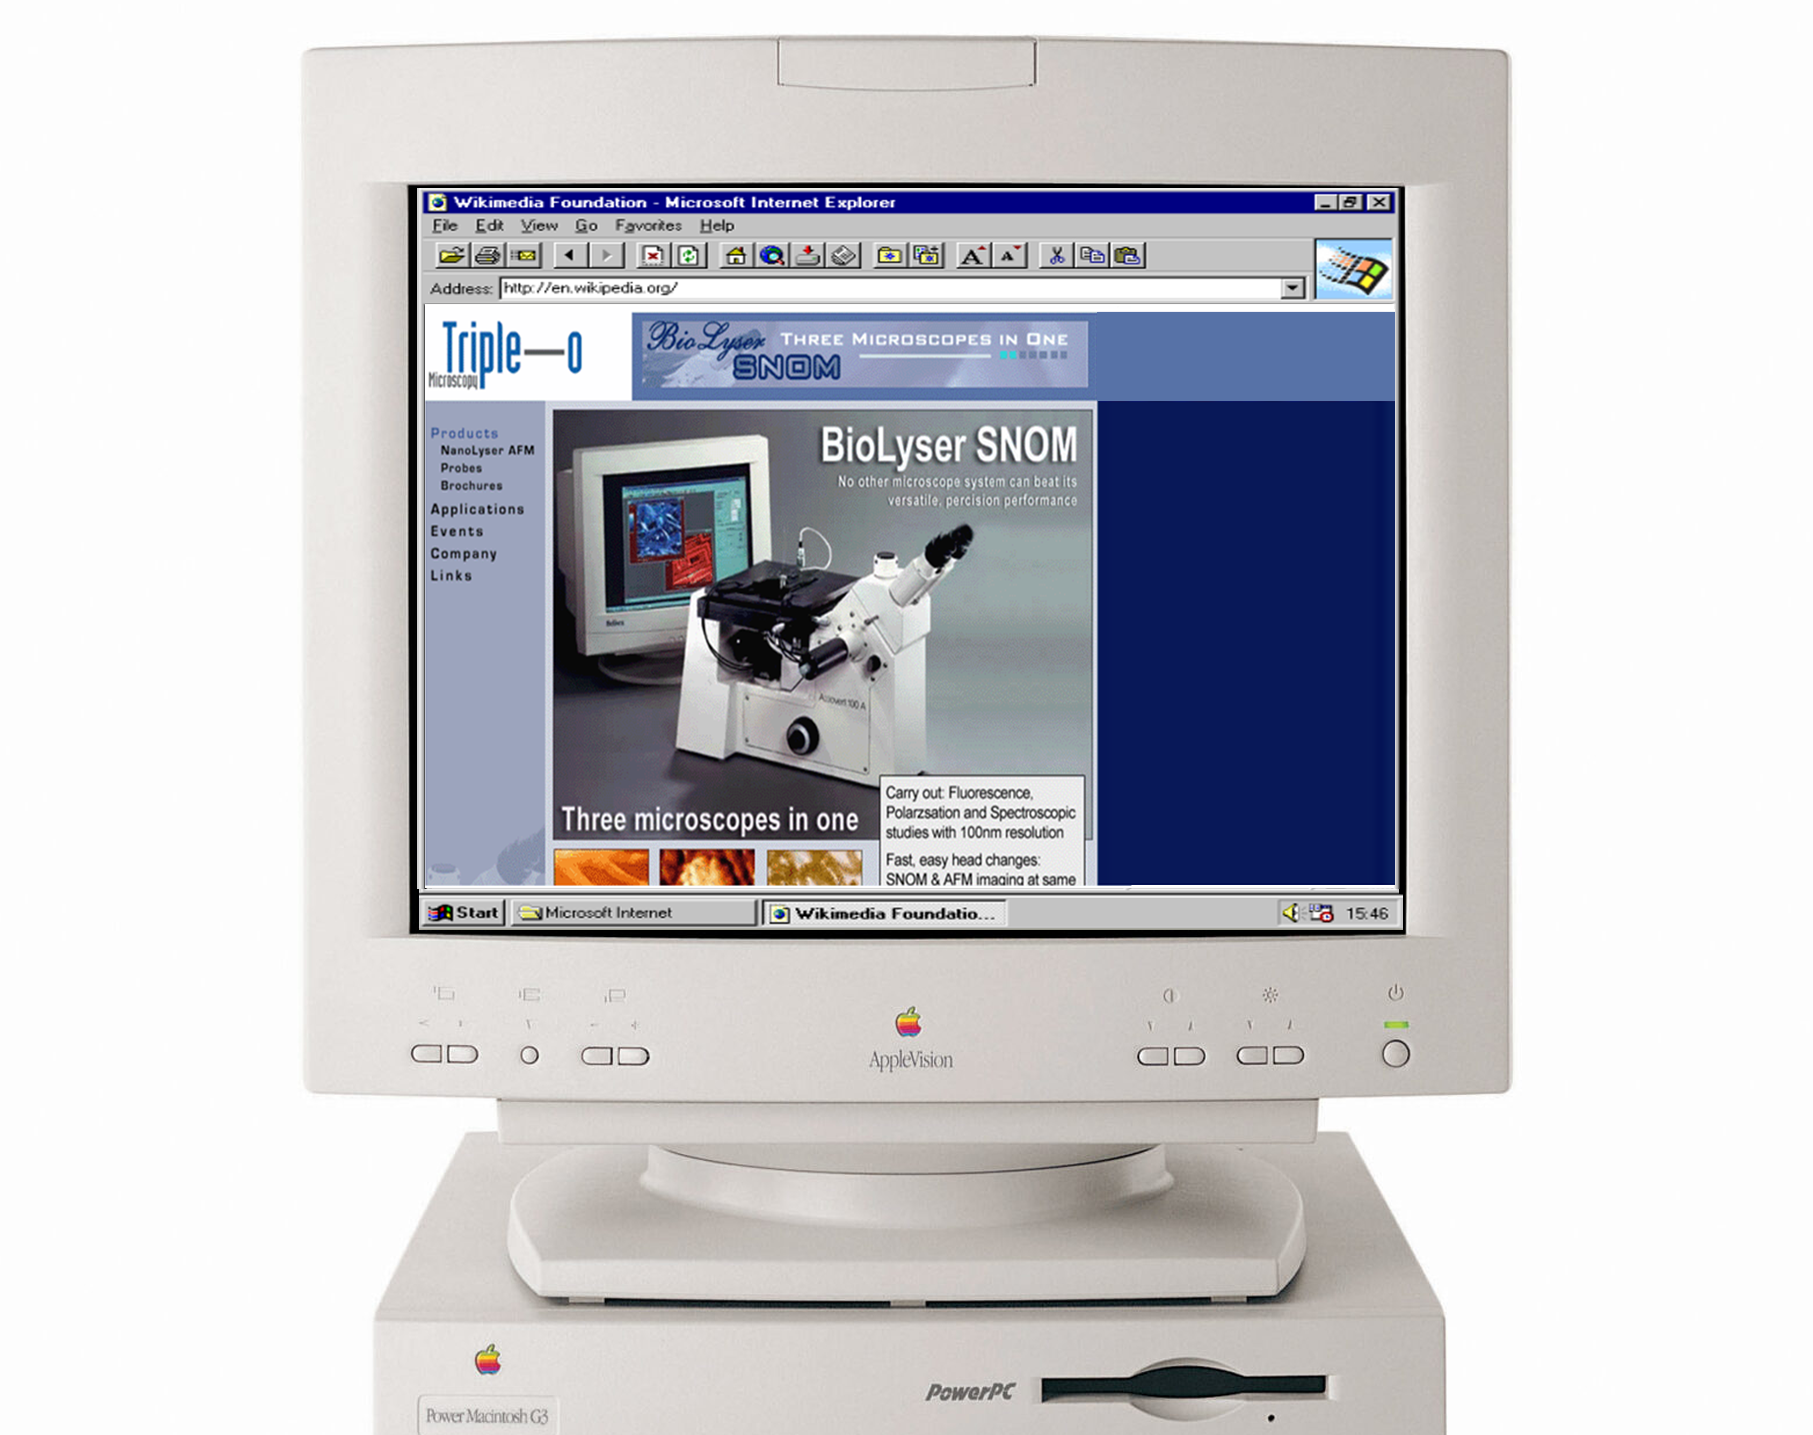 Wikimedia Foundation - Microsoft Internet Explorer
File Edit View Go Favorites Help
Address: http://en.wikipedia.org/
Triple-o
Microscopy
BioLyser
SNOM
THREE MICROSCOPES IN ONE
Products
NanoLyser AFM
Probes
Brochures
Applications
Events
Company
Links
BioLyser SNOM
No other microscope system can beat its
versatile, percision performance
Axiovert 100 A
Three microscopes in one
Carry out: Fluorescence,
Polarzsation and Spectroscopic
studies with 100nm resolution
Fast, easy head changes:
SNOM & AFM imaging at same
Start Microsoft Internet Wikimedia Foundatio... 15:46
AppleVision
PowerPC
Power Macintosh G3